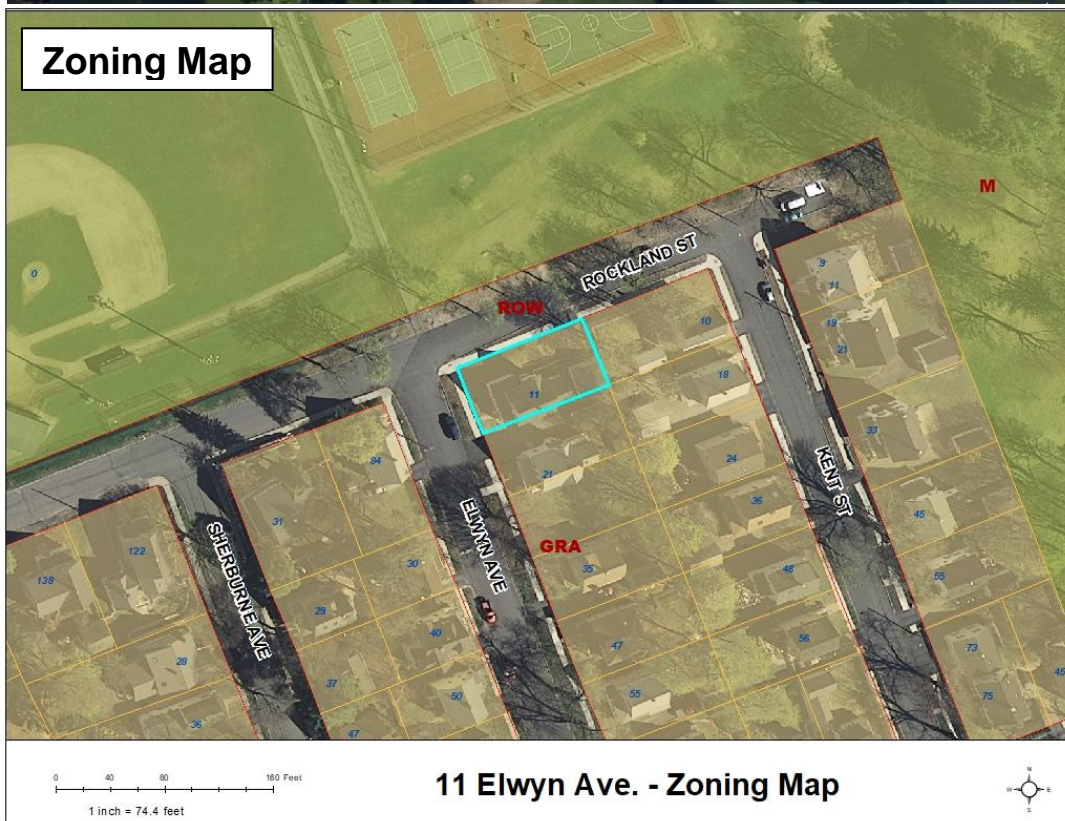 Zoning Map
M
0
ROCKLAND ST
ROW
9
11
10
19
21
18
11
33
84
21
24
36
KENT ST
31
ELWYN AVE
45
122
SHERBURNE AVE
GRA
138
30
35
48
55
29
40
56
47
73
28
37
45
50
55
75
36
47
0 40 80 160 Feet
1 inch = 74.4 feet
11 Elwyn Ave. - Zoning Map
N
W E
S